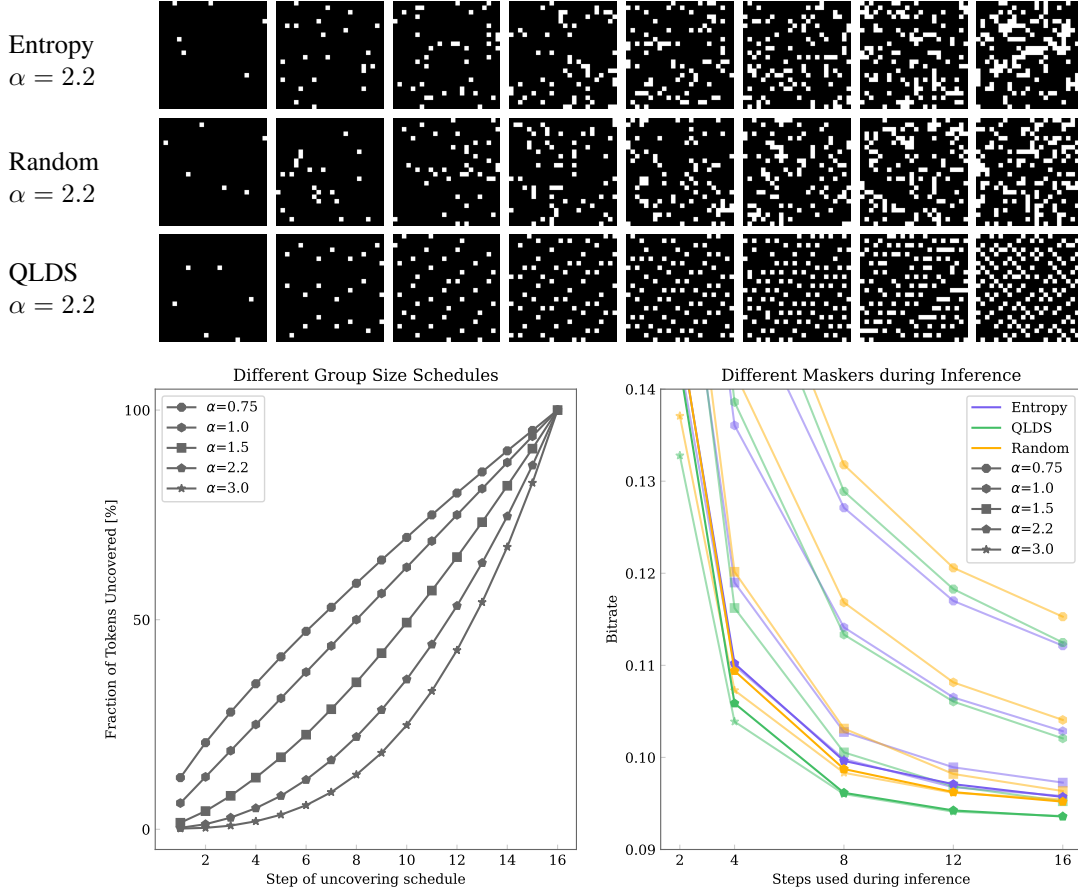 Entropy
α = 2.2
Random
α = 2.2
QLDS
α = 2.2
Different Group Size Schedules
α=0.75
α=1.0
α=1.5
α=2.2
α=3.0
100
50
0
Fraction of Tokens Uncovered [%]
2 4 6 8 10 12 14 16
Step of uncovering schedule
Different Maskers during Inference
Entropy
QLDS
Random
α=0.75
α=1.0
α=1.5
α=2.2
α=3.0
0.14
0.13
0.12
0.11
0.10
0.09
Bitrate
2 4 8 12 16
Steps used during inference